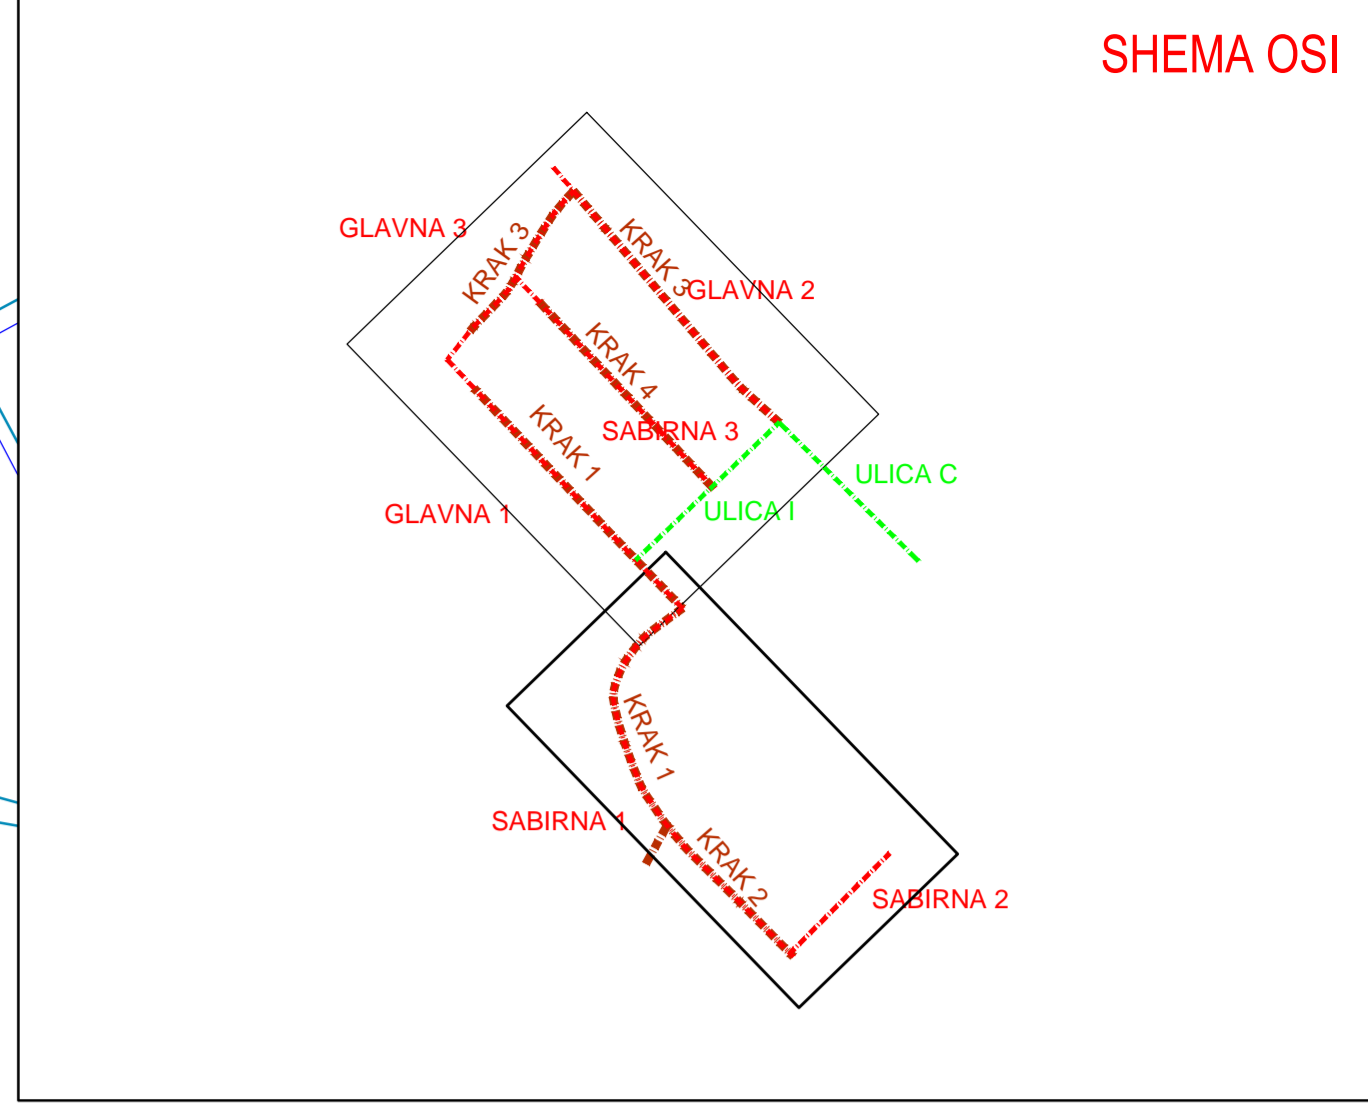 SHEMA OSI
GLAVNA 3
KRAK 3
KRAK 3
GLAVNA 2
KRAK 4
SABIRNA 3
KRAK 1
ULICA C
GLAVNA 1
ULICA I
KRAK 1
SABIRNA 1
KRAK 2
SABIRNA 2